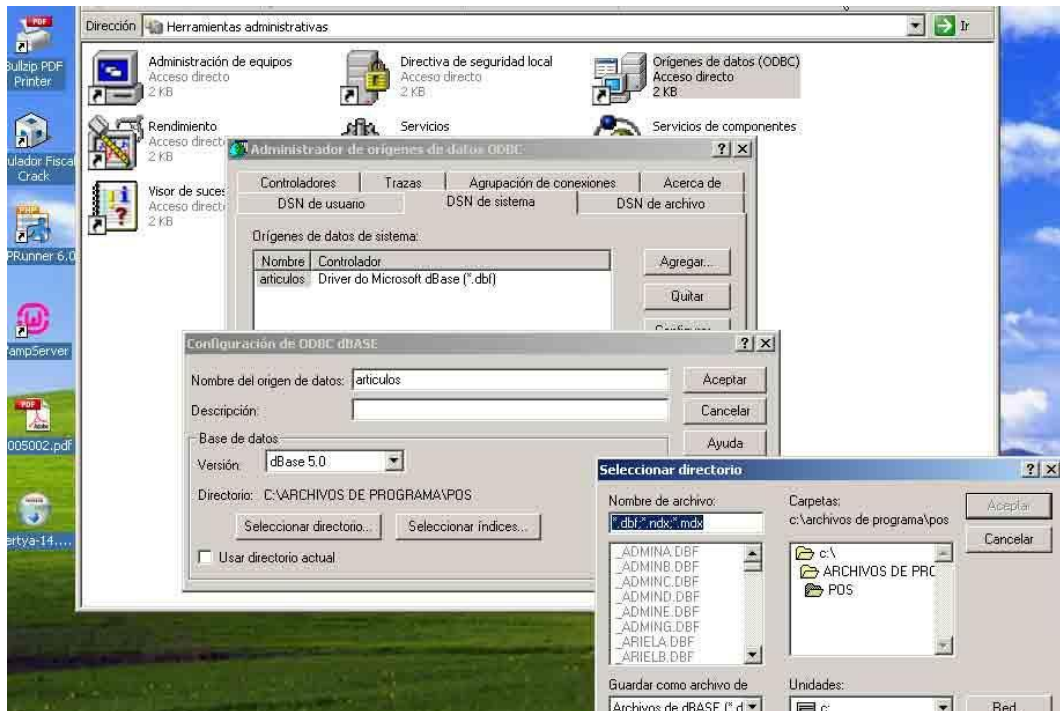 Dirección Herramientas administrativas Ir
Bullzip PDF
Printer
Fiscal
Crack
6.0
WampServer
005002.pdf
Administración de equipos
Acceso directo
2 KB
Directiva de seguridad local
Acceso directo
2 KB
Orígenes de datos (ODBC)
Acceso directo
2 KB
Rendimiento
Acceso direct
2 KB
Servicios
Servicios de componentes
Visor de suces
Acceso direct
2 KB
Administrador de orígenes de datos ODBC
Controladores Trazas Agrupación de conexiones Acerca de
DSN de usuario DSN de sistema DSN de archivo
Orígenes de datos de sistema:
Nombre Controlador
articulos Driver do Microsoft dBase (*.dbf)
Agregar...
Quitar
Configurar...
Configuración de ODBC dBASE
Nombre del origen de datos: articulos
Descripción:
Aceptar
Cancelar
Ayuda
Base de datos
Versión: dBase 5.0
Directorio: C:\ARCHIVOS DE PROGRAMA\POS
Seleccionar directorio... Seleccionar índices...
Usar directorio actual
Seleccionar directorio
Nombre de archivo:
*.dbf;*.ndx;*.mdx
_ADMINA.DBF
_ADMINB.DBF
_ADMINC.DBF
_ADMIND.DBF
_ADMINE.DBF
_ADMING.DBF
_ARIELA.DBF
_ARIELB.DBF
Carpetas:
c:\archivos de programa\pos
c:\
ARCHIVOS DE PRC
POS
Aceptar
Cancelar
Guardar como archivo de
Archivos de dBASE (*.d
Unidades:
c:
Red...